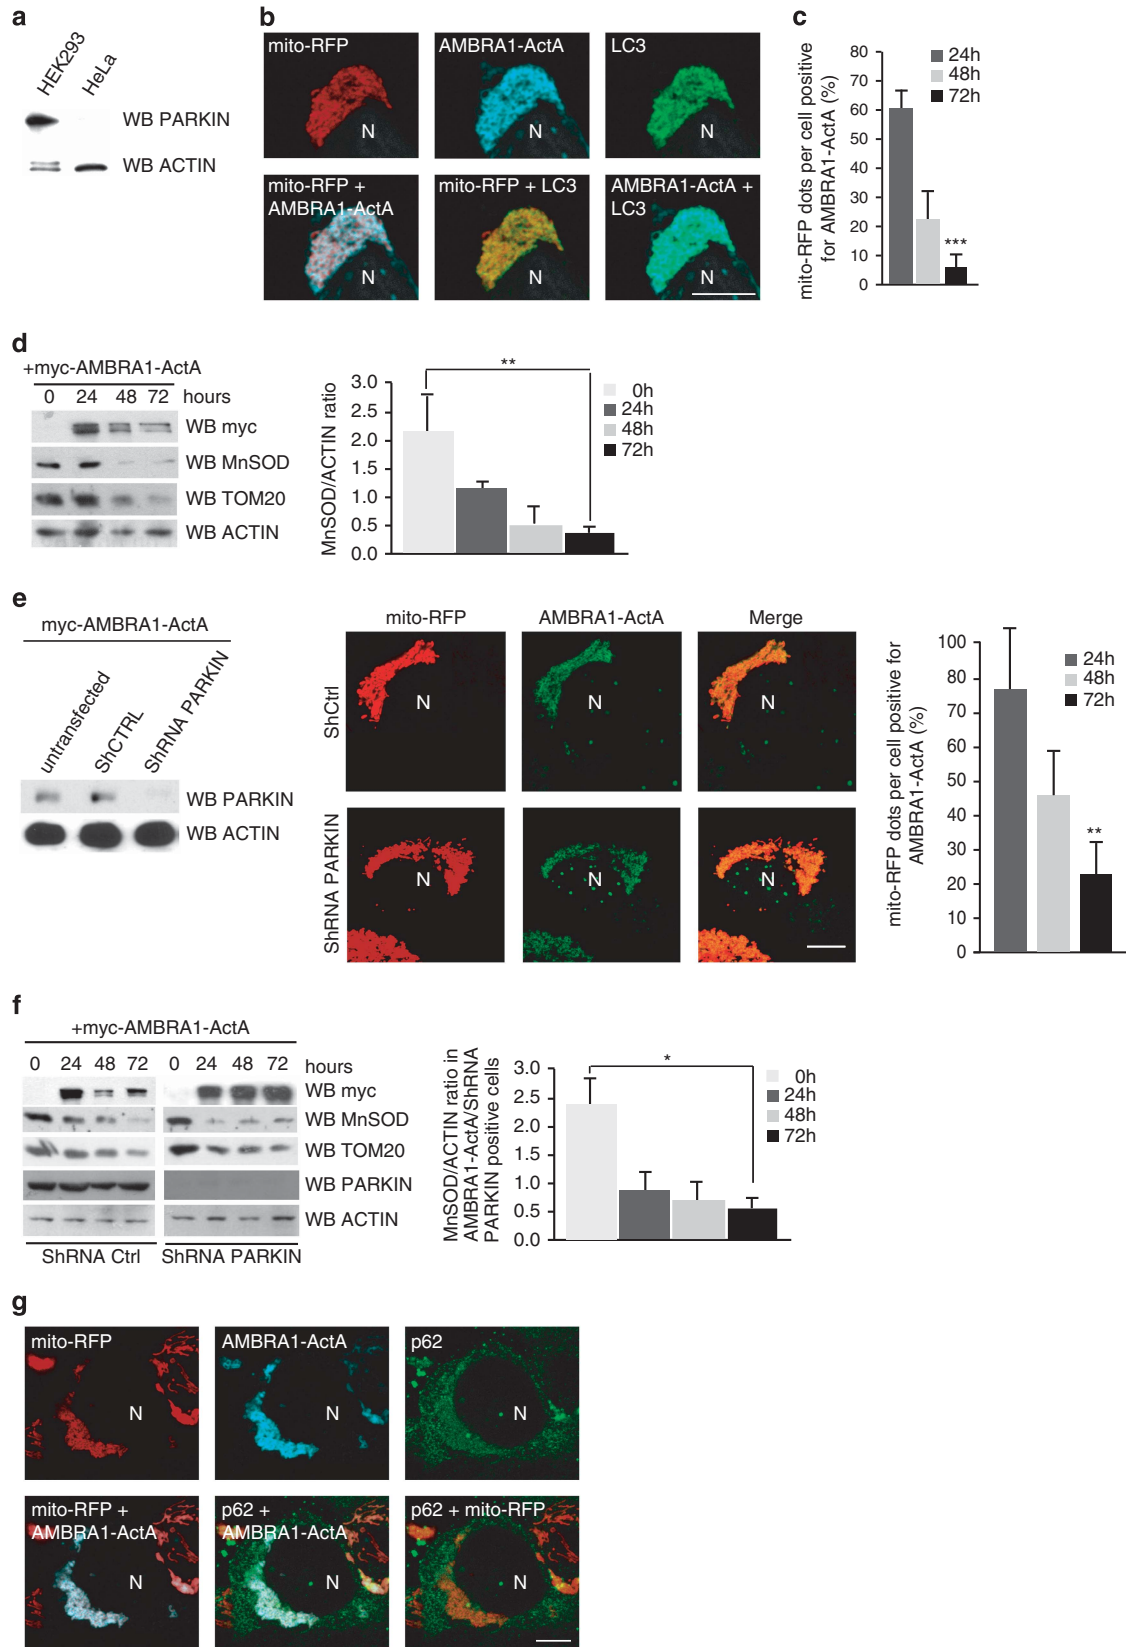 a
HEK293
HeLa
WB PARKIN
WB ACTIN
b
mito-RFP
N
AMBRA1-ActA
N
LC3
N
mito-RFP +
AMBRA1-ActA
N
mito-RFP + LC3
N
AMBRA1-ActA +
LC3
N
c
mito-RFP dots per cell positive
for AMBRA1-ActA (%)
80
70
60
50
40
30
20
10
0
24h
48h
72h
***
d
+myc-AMBRA1-ActA
0 24 48 72 hours
WB myc
WB MnSOD
WB TOM20
WB ACTIN
MnSOD/ACTIN ratio
3.0
2.5
2.0
1.5
1.0
0.5
0.0
**
0h
24h
48h
72h
e
myc-AMBRA1-ActA
untransfected
ShCTRL
ShRNA PARKIN
WB PARKIN
WB ACTIN
mito-RFP
AMBRA1-ActA
Merge
ShCtrl
N
N
N
ShRNA PARKIN
N
N
N
mito-RFP dots per cell positive for
AMBRA1-ActA (%)
100
90
80
70
60
50
40
30
20
10
0
24h
48h
72h
**
f
+myc-AMBRA1-ActA
0 24 48 72 0 24 48 72 hours
WB myc
WB MnSOD
WB TOM20
WB PARKIN
WB ACTIN
ShRNA Ctrl ShRNA PARKIN
MnSOD/ACTIN ratio in
AMBRA1-ActA/ShRNA
PARKIN positive cells
3.0
2.5
2.0
1.5
1.0
0.5
0.0
*
0h
24h
48h
72h
g
mito-RFP
N
AMBRA1-ActA
N
p62
N
mito-RFP +
AMBRA1-ActA
N
p62 +
AMBRA1-ActA
N
p62 + mito-RFP
N